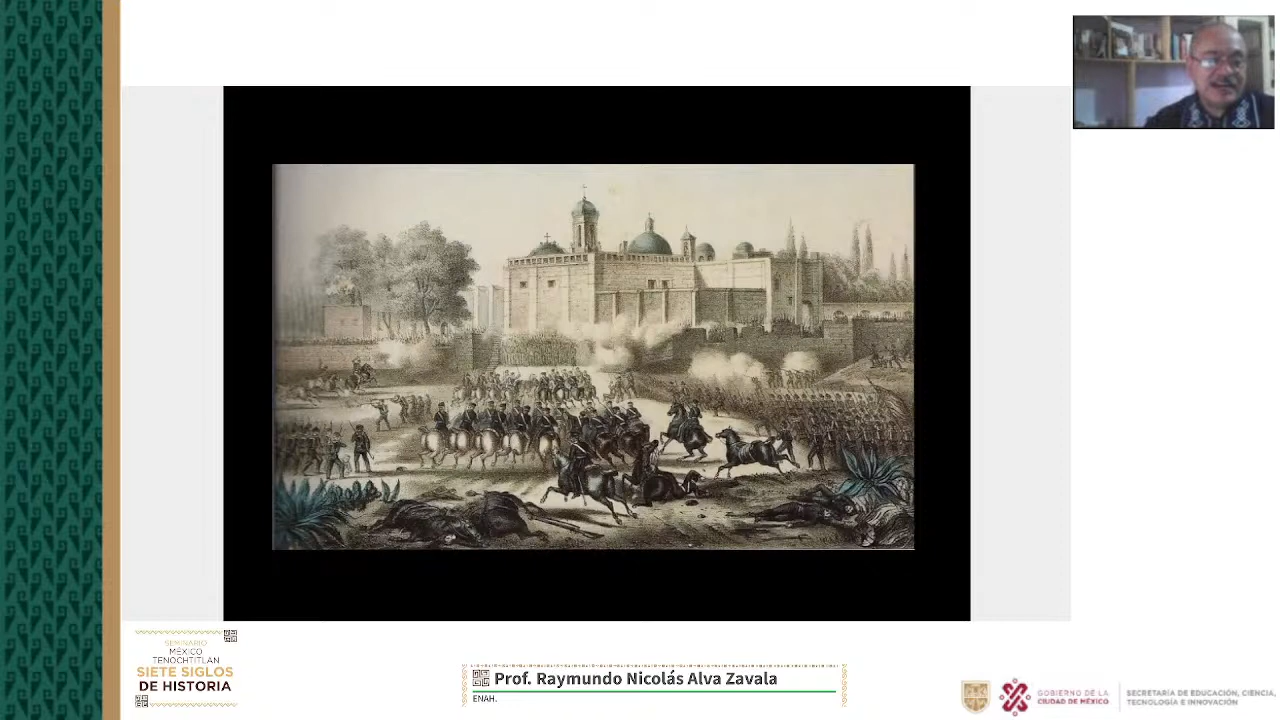 SEMINARIO
MÉXICO
TENOCHTITLAN
SIETE SIGLOS
DE HISTORIA
Prof. Raymundo Nicolás Alva Zavala
ENAH.
GOBIERNO DE LA
CIUDAD DE MÉXICO
SECRETARÍA DE EDUCACIÓN, CIENCIA,
TECNOLOGÍA E INNOVACIÓN